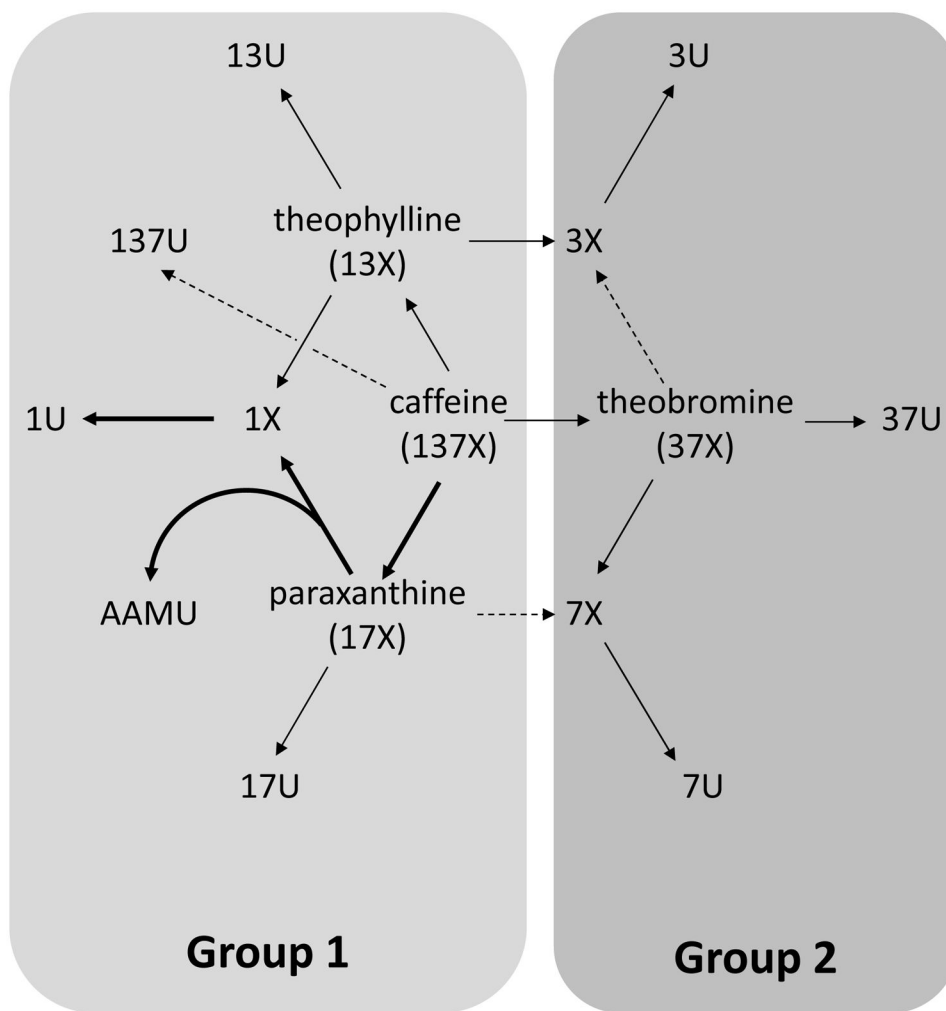 13U
3U
theophylline
(13X)
137U
3X
caffeine
(137X)
theobromine
(37X)
1U
1X
37U
paraxanthine
(17X)
AAMU
7X
17U
7U
Group 1
Group 2